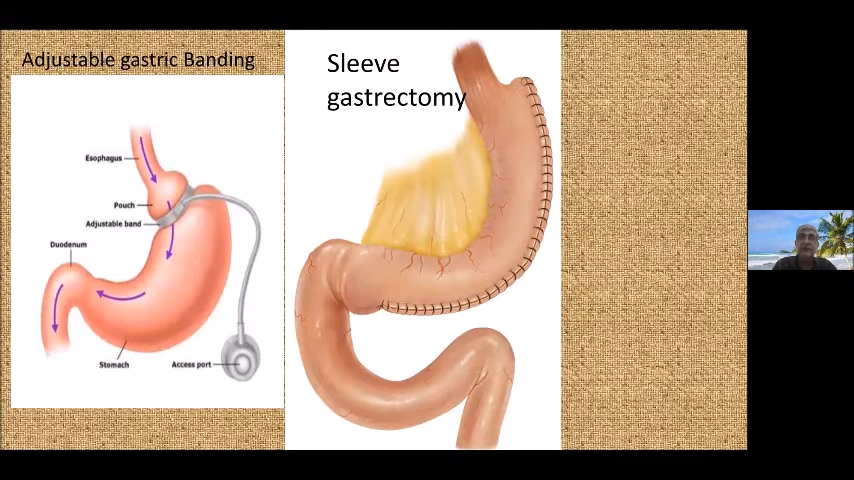 Adjustable gastric Banding
Sleeve
gastrectomy
Esophagus
Pouch
Adjustable band
Duodenum
Stomach
Access port